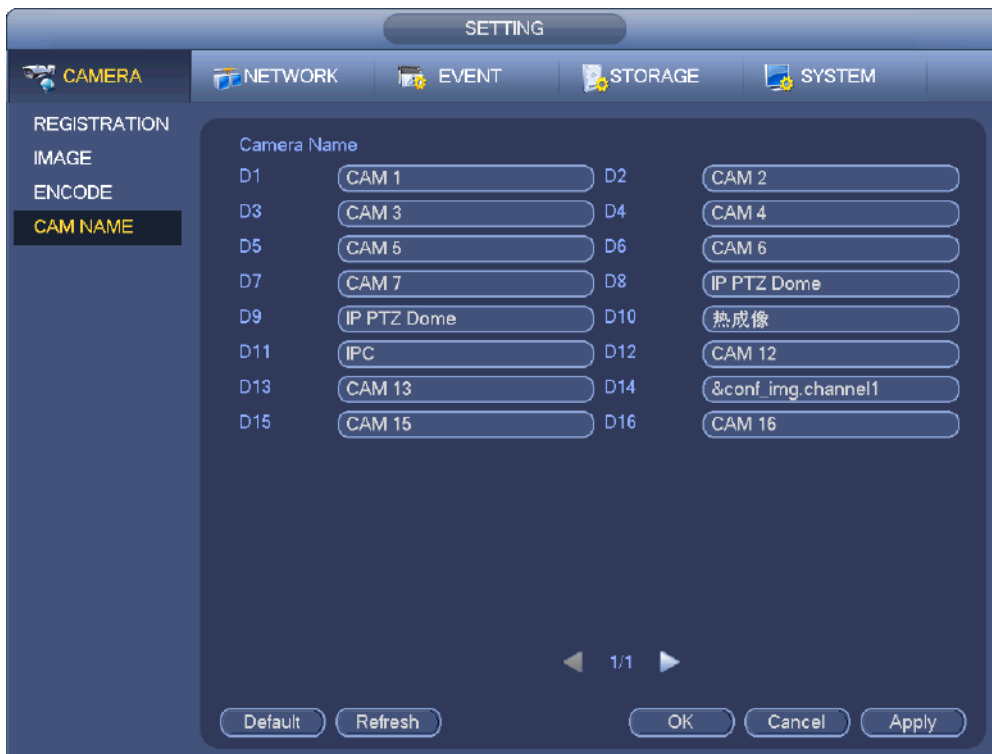 SETTING
CAMERA NETWORK EVENT STORAGE SYSTEM
REGISTRATION
IMAGE
ENCODE
CAM NAME
Camera Name
D1 CAM 1 D2 CAM 2
D3 CAM 3 D4 CAM 4
D5 CAM 5 D6 CAM 6
D7 CAM 7 D8 IP PTZ Dome
D9 IP PTZ Dome D10 热成像
D11 IPC D12 CAM 12
D13 CAM 13 D14 &conf_img.channel1
D15 CAM 15 D16 CAM 16
1/1
Default Refresh OK Cancel Apply